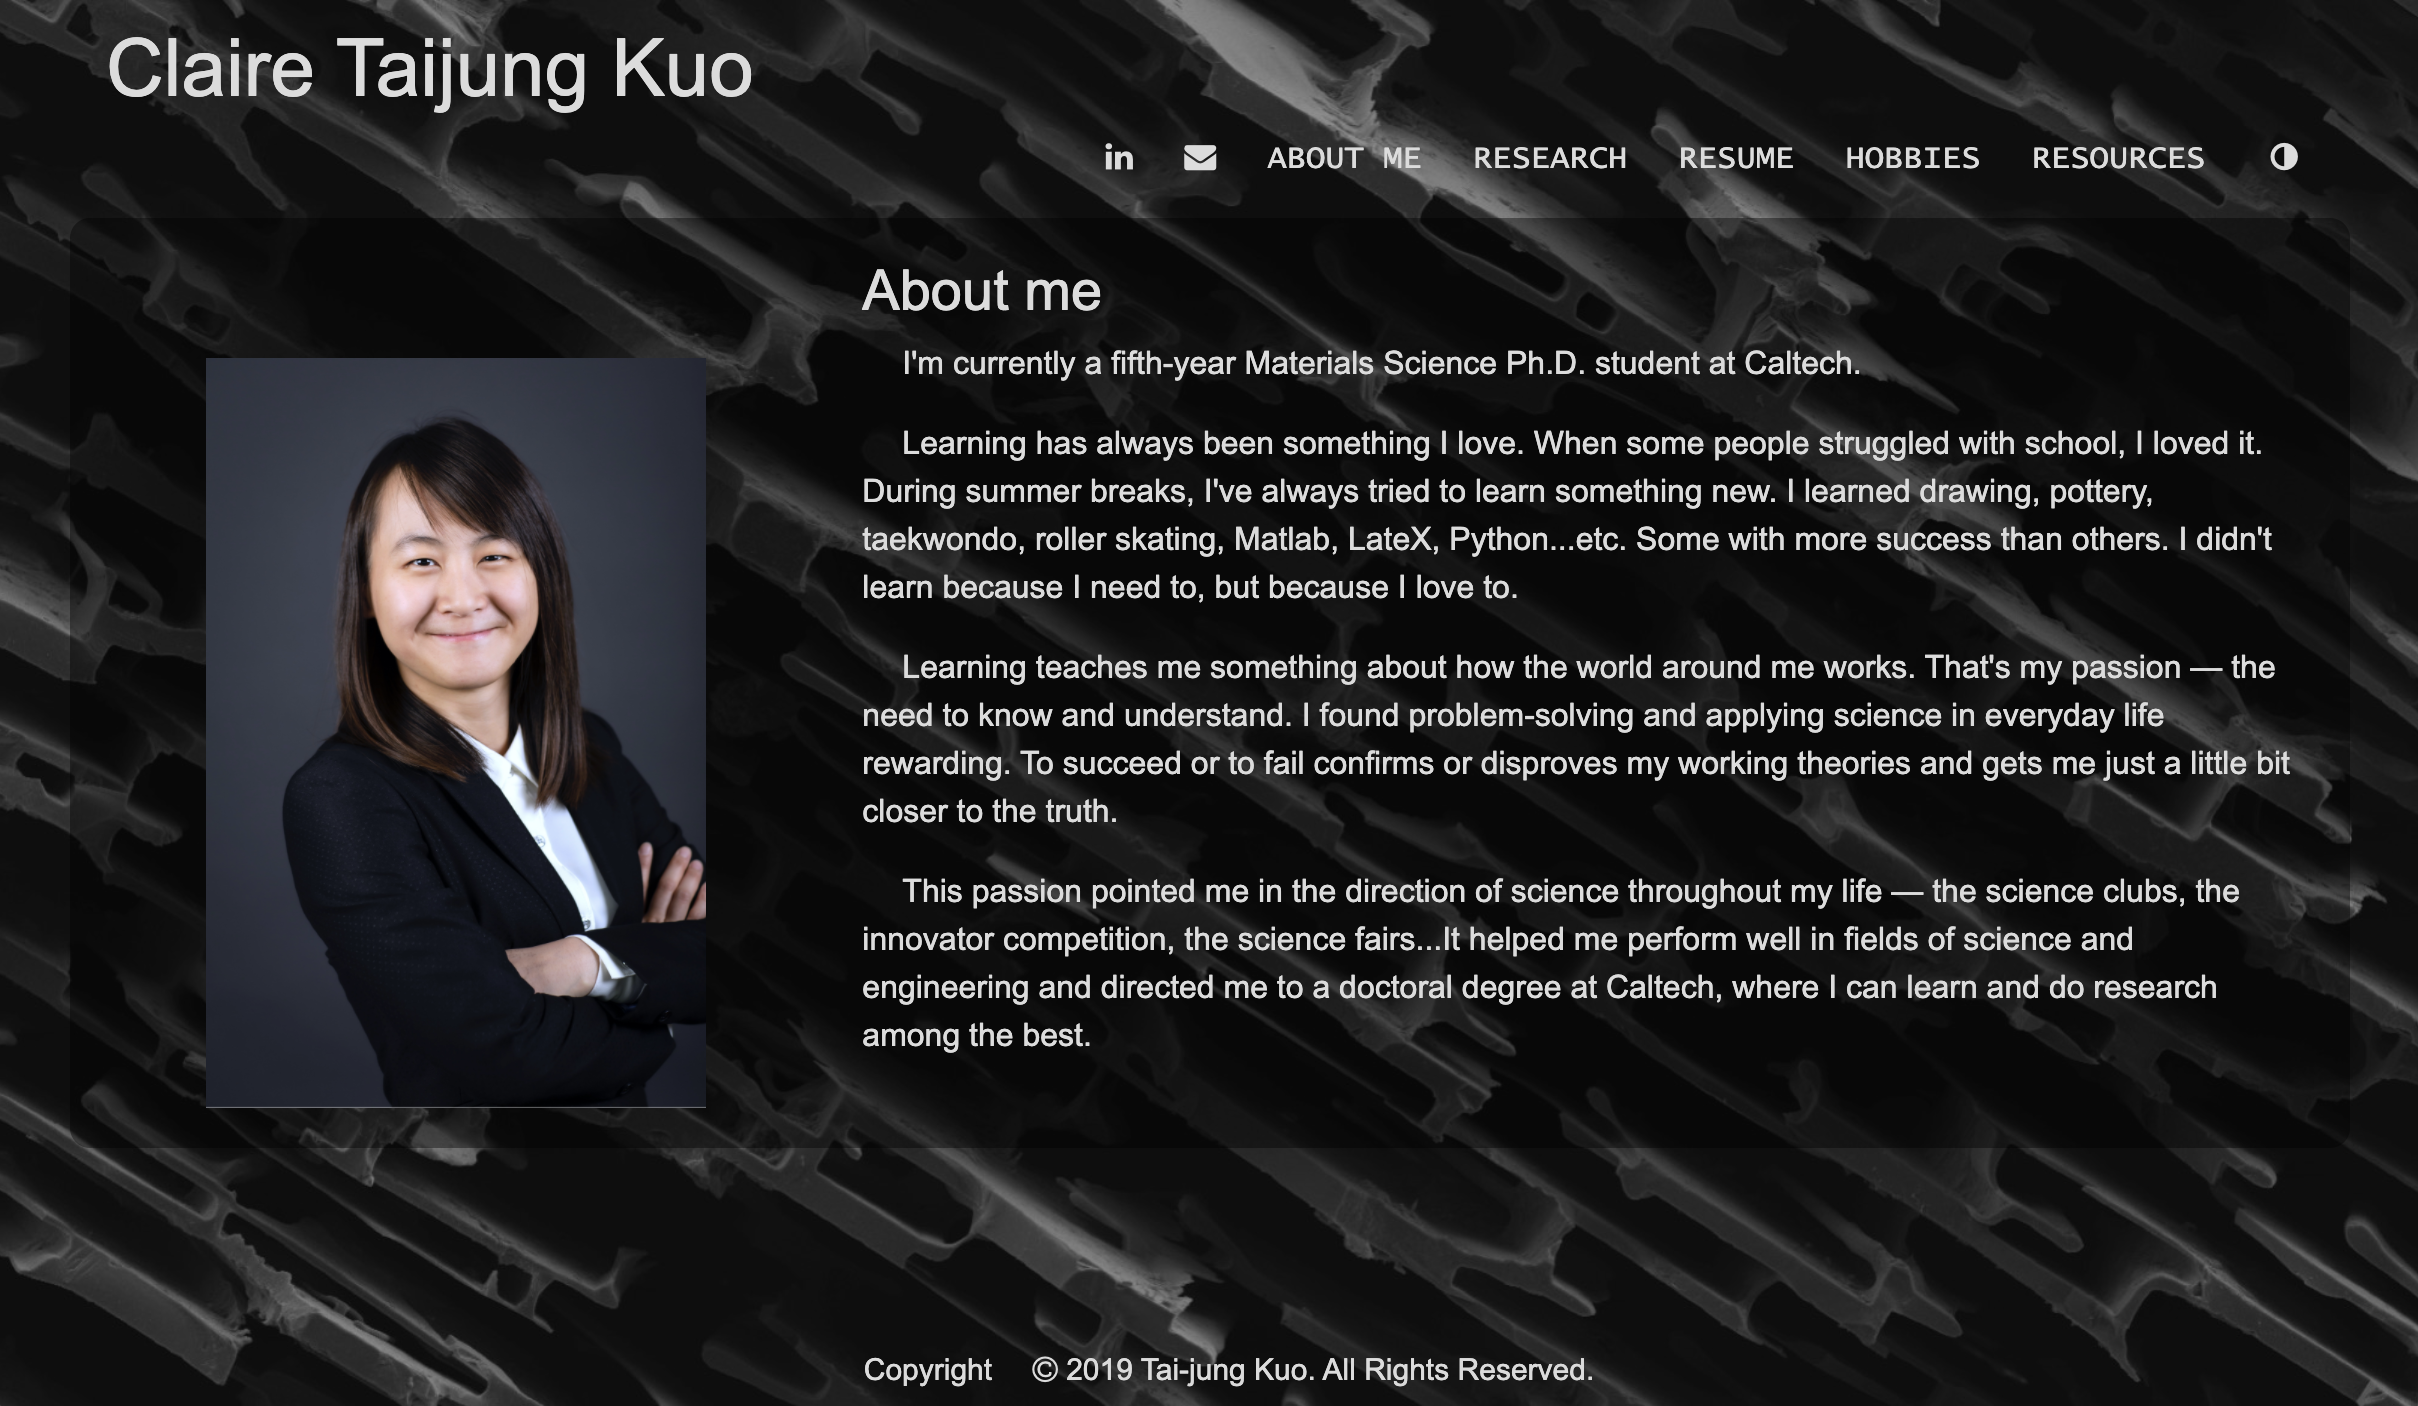 Claire Taijung Kuo
ABOUT ME RESEARCH RESUME HOBBIES RESOURCES
About me
I'm currently a fifth-year Materials Science Ph.D. student at Caltech.
Learning has always been something I love. When some people struggled with school, I loved it.
During summer breaks, I've always tried to learn something new. I learned drawing, pottery,
taekwondo, roller skating, Matlab, LateX, Python...etc. Some with more success than others. I didn't
learn because I need to, but because I love to.
Learning teaches me something about how the world around me works. That's my passion — the
need to know and understand. I found problem-solving and applying science in everyday life
rewarding. To succeed or to fail confirms or disproves my working theories and gets me just a little bit
closer to the truth.
This passion pointed me in the direction of science throughout my life — the science clubs, the
innovator competition, the science fairs...It helped me perform well in fields of science and
engineering and directed me to a doctoral degree at Caltech, where I can learn and do research
among the best.
Copyright © 2019 Tai-jung Kuo. All Rights Reserved.